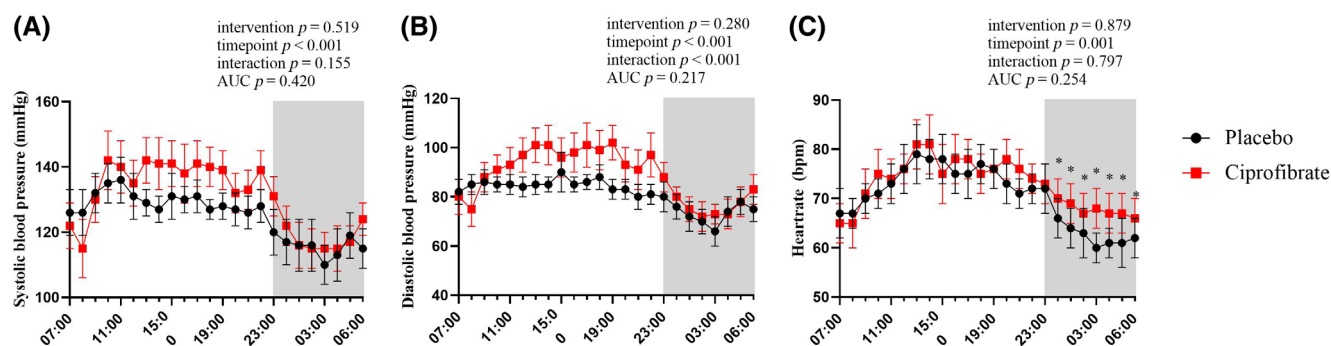 (A)
intervention p = 0.519
timepoint p < 0.001
interaction p = 0.155
AUC p = 0.420
Systolic blood pressure (mmHg)
160
140
120
100
07:00
11:00
15:0
0
19:00
23:00
03:00
06:00
(B)
intervention p = 0.280
timepoint p < 0.001
interaction p < 0.001
AUC p = 0.217
Diastolic blood pressure (mmHg)
120
100
80
60
40
07:00
11:00
15:0
0
19:00
23:00
03:00
06:00
(C)
intervention p = 0.879
timepoint p = 0.001
interaction p = 0.797
AUC p = 0.254
Heartrate (bpm)
90
80
70
60
50
* * * * * * *
07:00
11:00
15:0
0
19:00
23:00
03:00
06:00
Placebo
Ciprofibrate